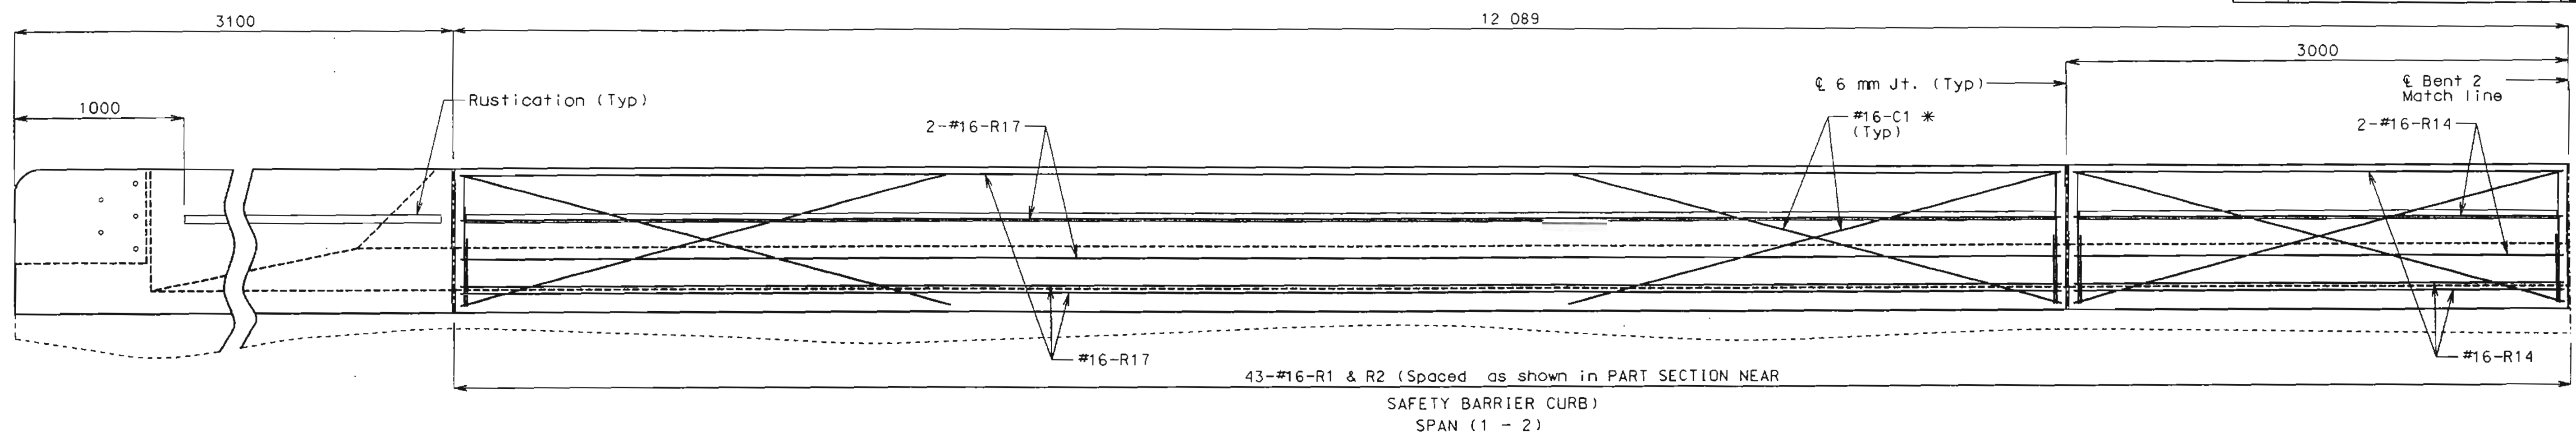 3100
12 089
3000
1000
Rustication (Typ)
℄ 6 mm Jt. (Typ)
℄ Bent 2
Match line
2-#16-R17
#16-C1 *
(Typ)
2-#16-R14
#16-R17
#16-R14
43-#16-R1 & R2 (Spaced as shown in PART SECTION NEAR
SAFETY BARRIER CURB)
SPAN (1 - 2)